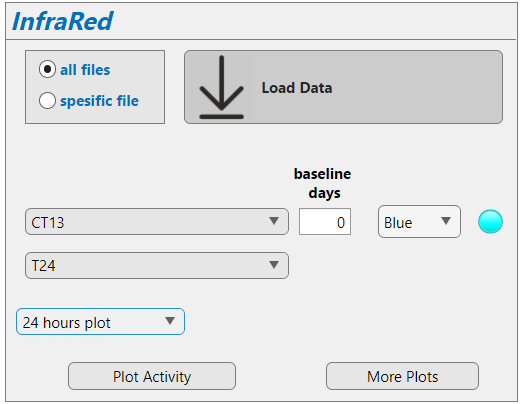 InfraRed
all files
spesific file
Load Data
baseline
days
CT13
0
Blue
T24
24 hours plot
Plot Activity
More Plots